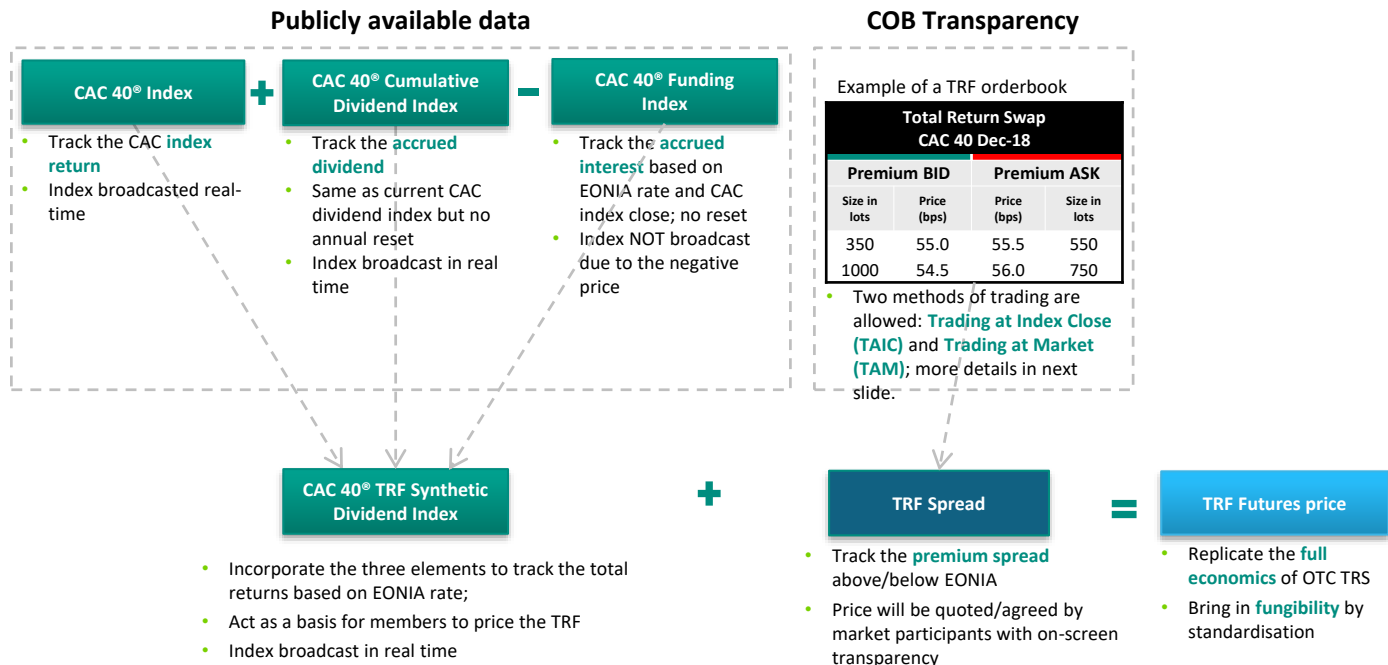 Publicly available data
COB Transparency
CAC 40® Index
+
CAC 40® Cumulative
Dividend Index
−
CAC 40® Funding
Index
• Track the CAC index
return
• Index broadcasted real-
time
• Track the accrued
dividend
• Same as current CAC
dividend index but no
annual reset
• Index broadcast in real
time
• Track the accrued
interest based on
EONIA rate and CAC
index close; no reset
• Index NOT broadcast
due to the negative
price
Example of a TRF orderbook
Total Return Swap
CAC 40 Dec-18
Premium BID Premium ASK
Size in lots Price (bps) Price (bps) Size in lots
350 55.0 55.5 550
1000 54.5 56.0 750
• Two methods of trading are
allowed: Trading at Index Close
(TAIC) and Trading at Market
(TAM); more details in next
slide.
CAC 40® TRF Synthetic
Dividend Index
+
TRF Spread
=
TRF Futures price
• Incorporate the three elements to track the total
returns based on EONIA rate;
• Act as a basis for members to price the TRF
• Index broadcast in real time
• Track the premium spread
above/below EONIA
• Price will be quoted/agreed by
market participants with on-screen
transparency
• Replicate the full
economics of OTC TRS
• Bring in fungibility by
standardisation